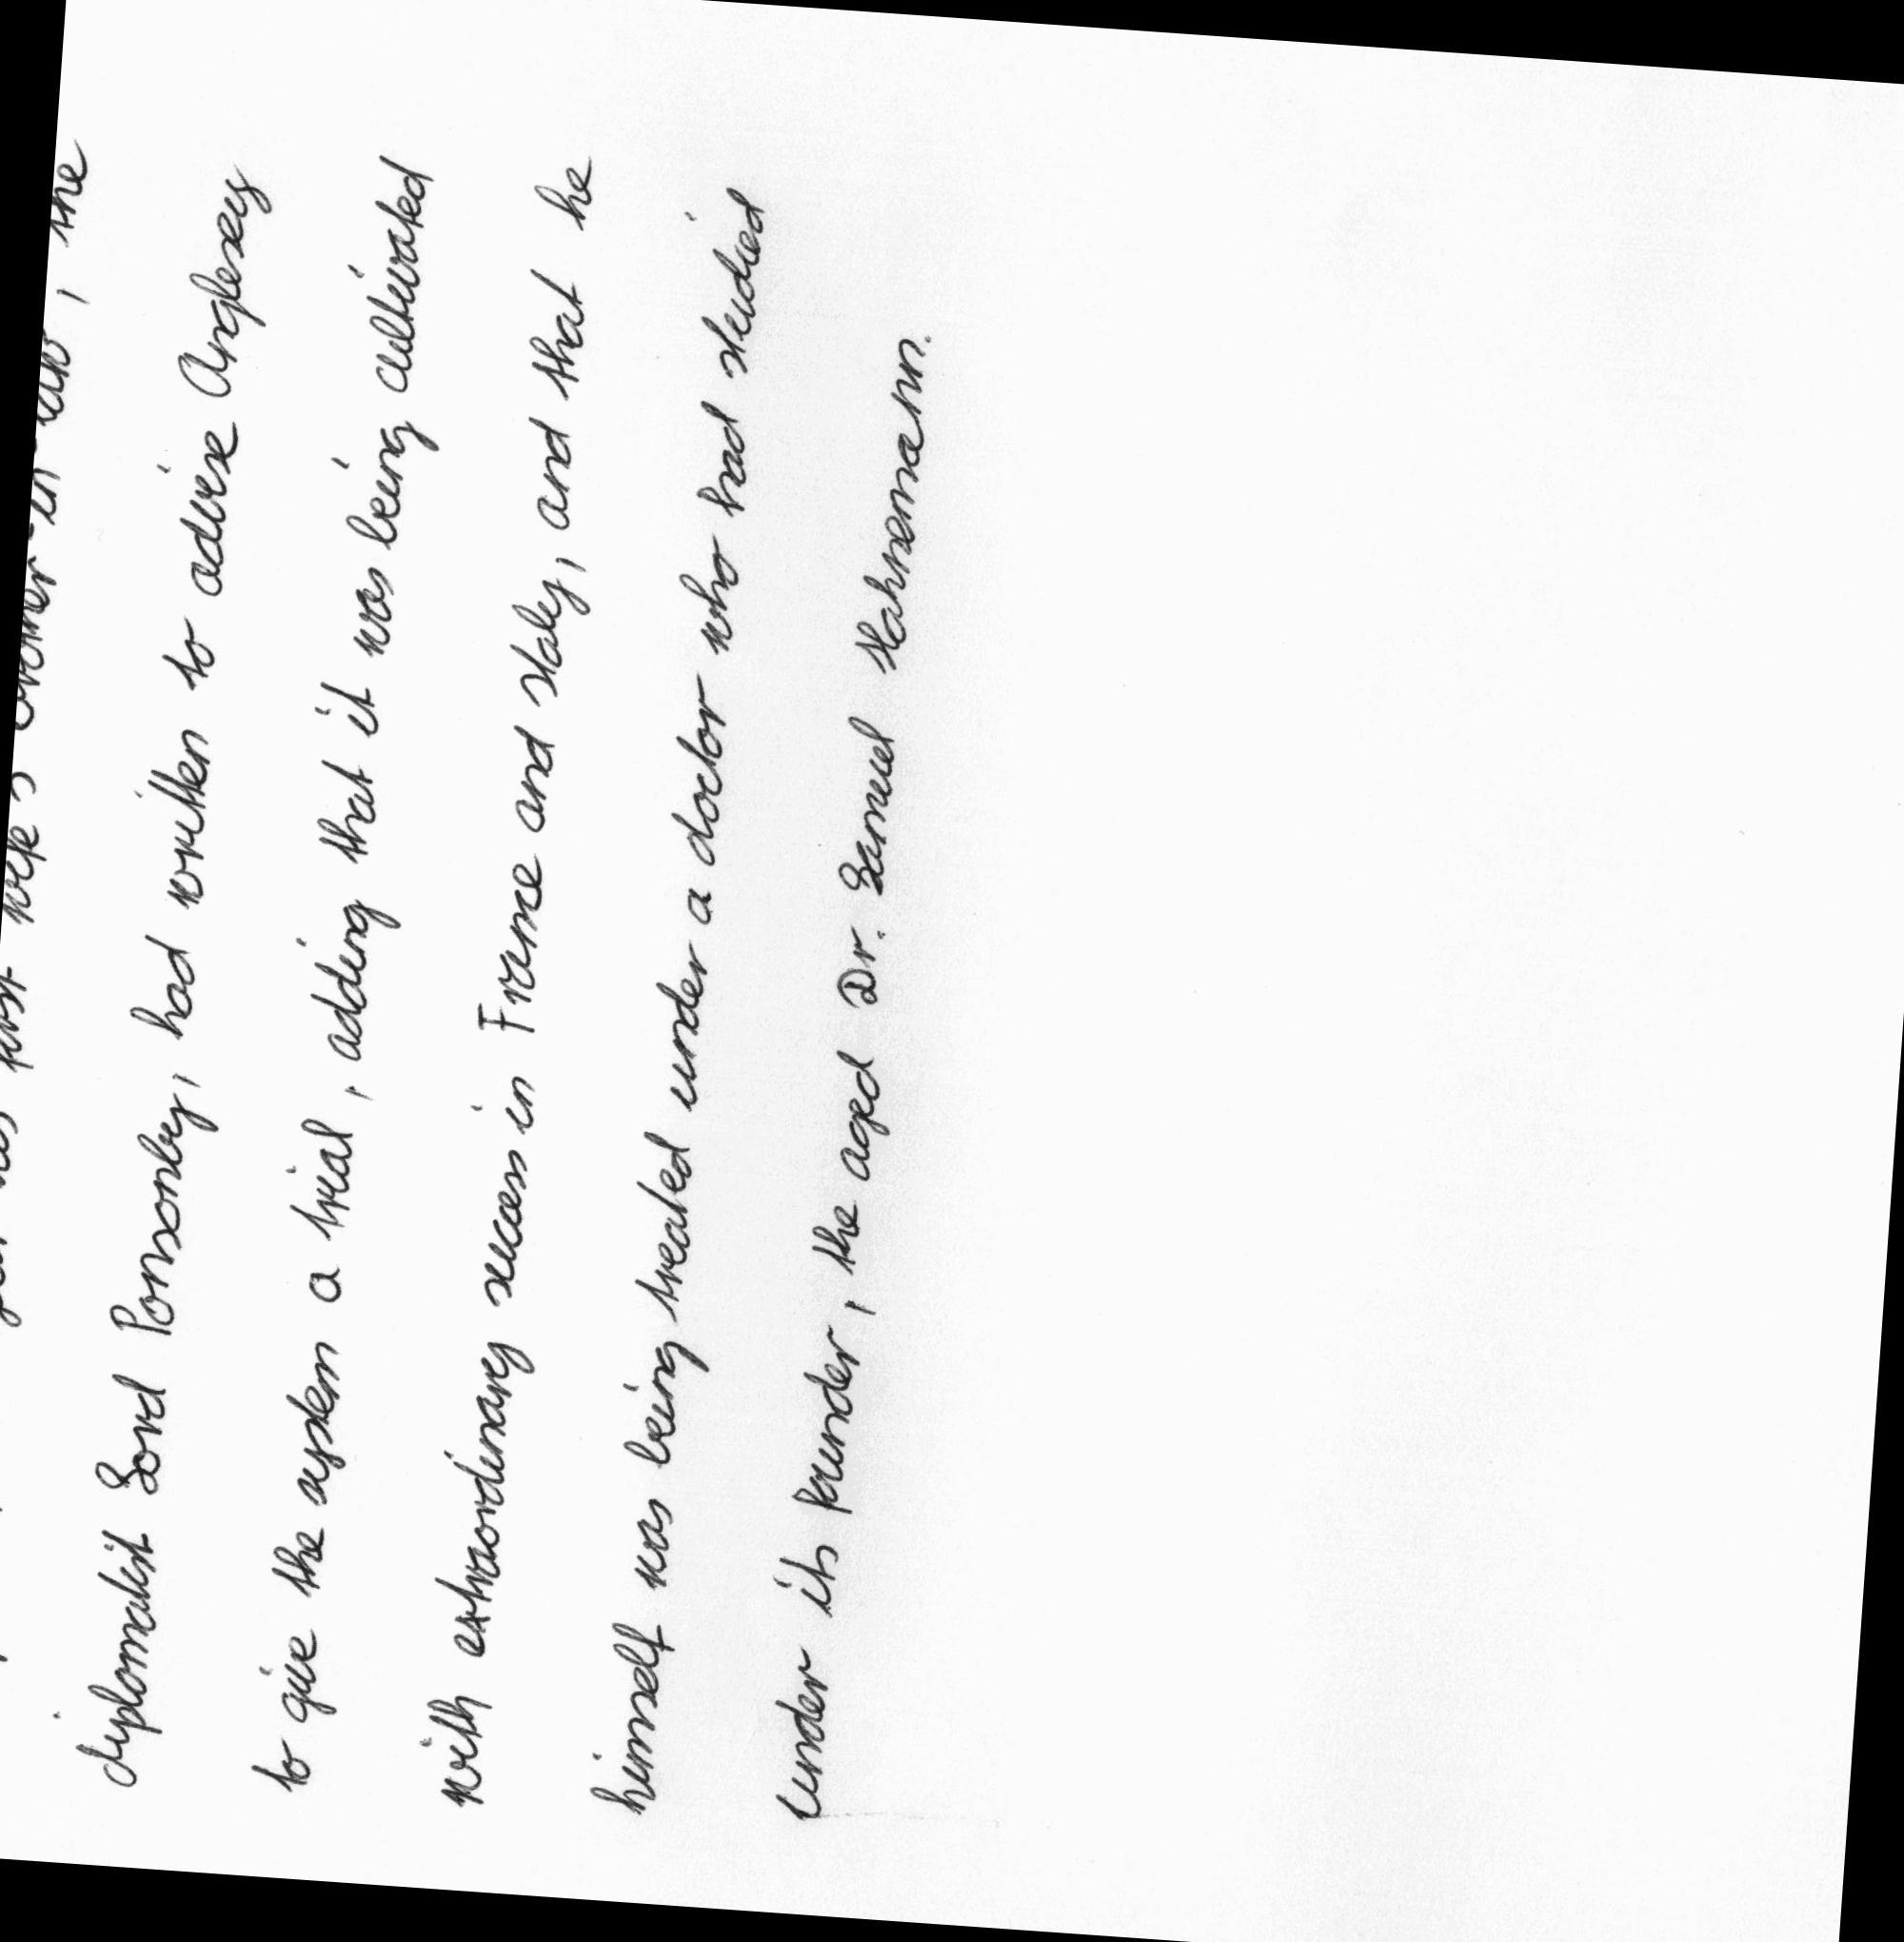 first wife's brother-in-law, the
diplomatist Lord Ponsonby, had written to advise Anglesey
to give the system a trial, adding that it was being cultivated
with extraordinary success in France and Italy, and that he
himself was being treated under a doctor who had studied
under its founder, the aged Dr. Samuel Hahnemann.